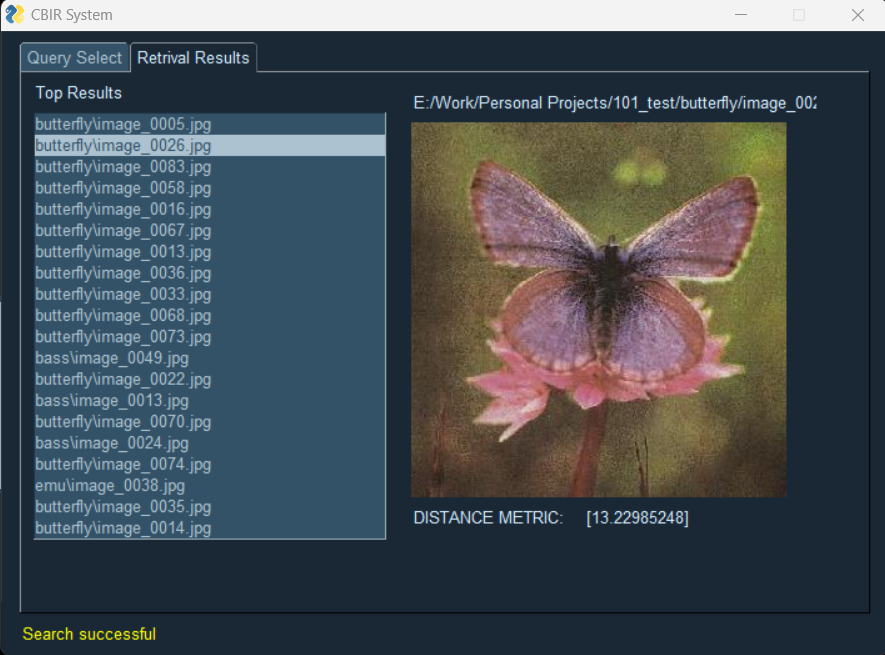 CBIR System
Query Select
Retrival Results
Top Results
butterfly\image_0005.jpg
butterfly\image_0026.jpg
butterfly\image_0083.jpg
butterfly\image_0058.jpg
butterfly\image_0016.jpg
butterfly\image_0067.jpg
butterfly\image_0013.jpg
butterfly\image_0036.jpg
butterfly\image_0033.jpg
butterfly\image_0068.jpg
butterfly\image_0073.jpg
bass\image_0049.jpg
butterfly\image_0022.jpg
bass\image_0013.jpg
butterfly\image_0070.jpg
bass\image_0024.jpg
butterfly\image_0074.jpg
emu\image_0038.jpg
butterfly\image_0035.jpg
butterfly\image_0014.jpg
E:/Work/Personal Projects/101_test/butterfly/image_002
DISTANCE METRIC: [13.22985248]
Search successful